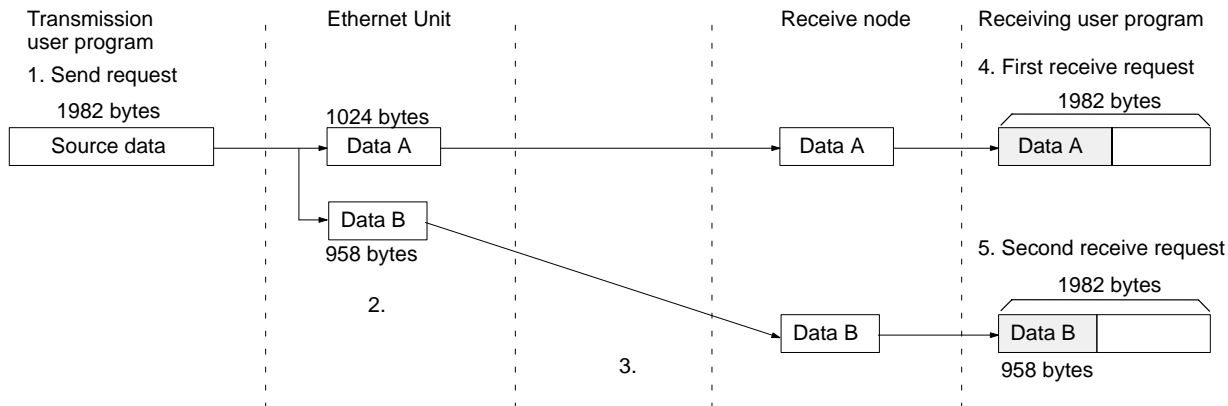 Transmission
user program
Ethernet Unit
Receive node
Receiving user program
1. Send request
4. First receive request
1982 bytes
1024 bytes
1982 bytes
Source data
Data A
Data A
Data A
Data B
958 bytes
5. Second receive request
1982 bytes
2.
Data B
Data B
3.
958 bytes